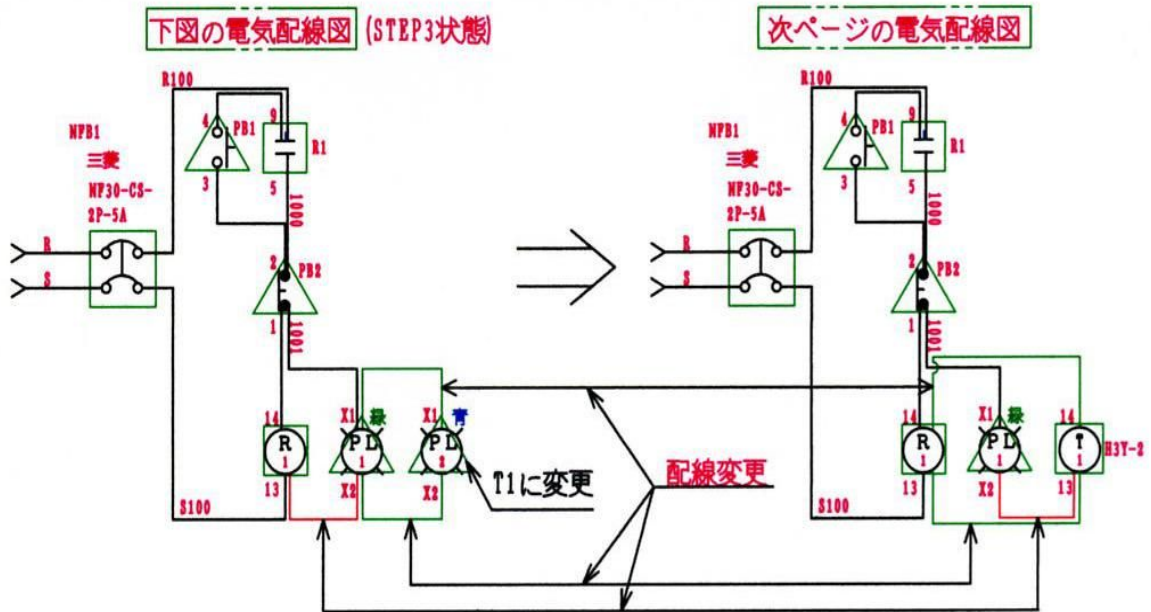 下図の電気配線図 (STEP3状態)
次ページの電気配線図
R100
4
9
PB1
R1
3
5
1000
NFB1
三菱
NF30-CS-
2P-5A
R
S
2
PB2
1
1001
14
R
1
13
X1
緑
PL
1
X2
X1
青
PL
2
X2
T1に変更
S100
配線変更
R100
4
9
PB1
R1
3
5
1000
NFB1
三菱
NF30-CS-
2P-5A
R
S
2
PB2
1
1001
14
R
1
13
X1
緑
PL
1
X2
14
T
1
13
H3Y-2
S100